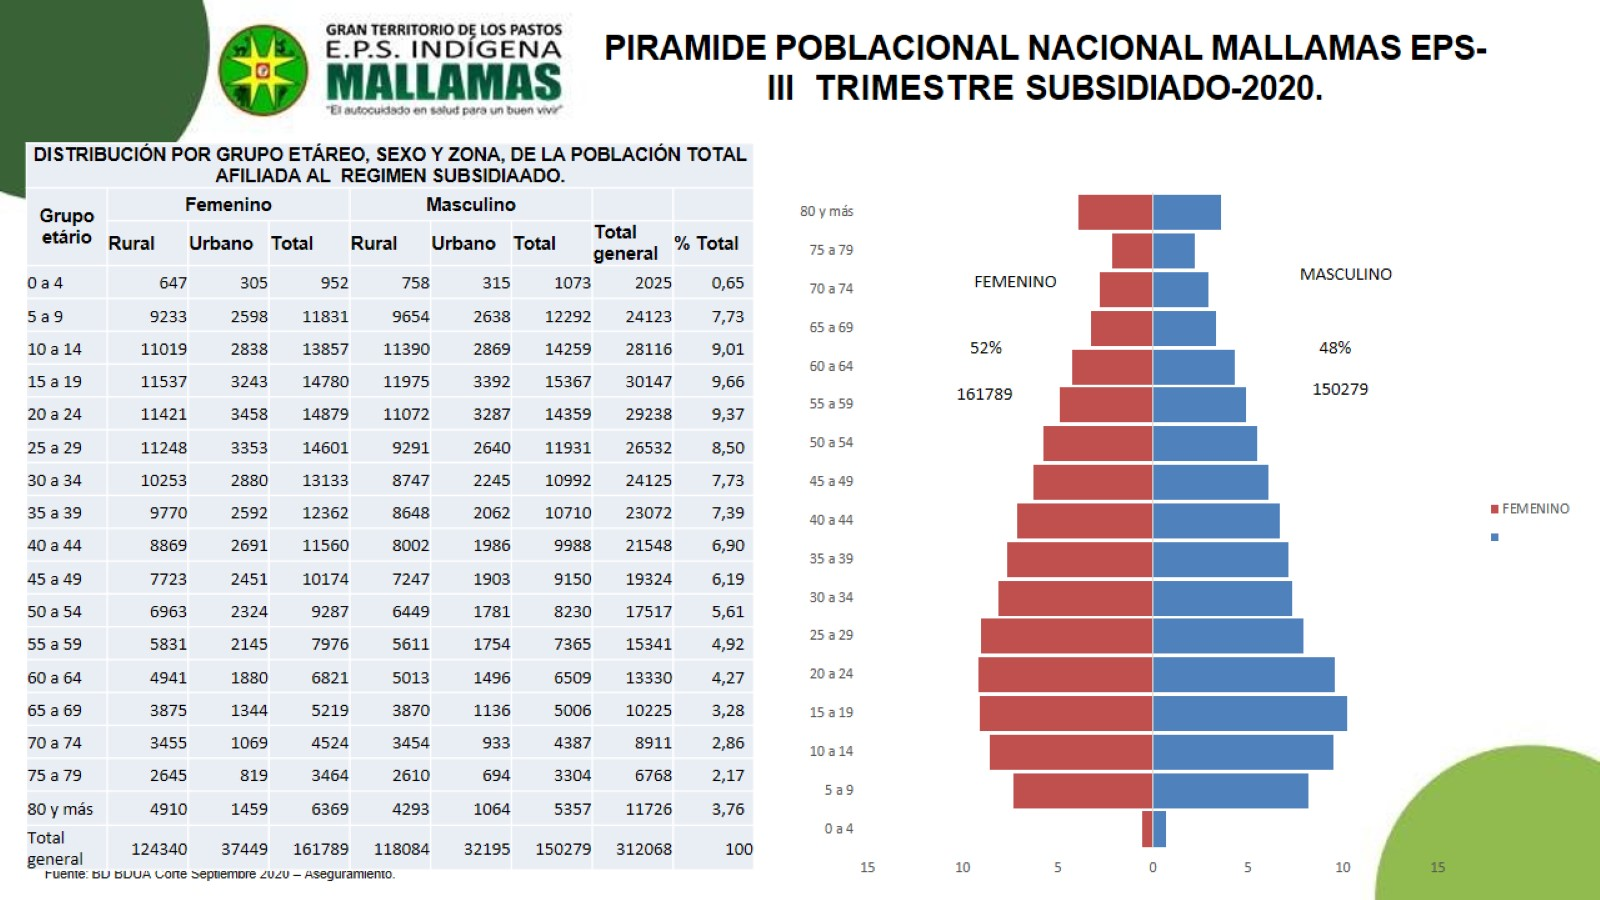 GRAN TERRITORIO DE LOS PASTOS
E.P.S. INDÍGENA
MALLAMAS
"El autocuidado en salud para un buen vivir"
PIRAMIDE POBLACIONAL NACIONAL MALLAMAS EPS-
III TRIMESTRE SUBSIDIADO-2020.
DISTRIBUCIÓN POR GRUPO ETÁREO, SEXO Y ZONA, DE LA POBLACIÓN TOTAL
AFILIADA AL REGIMEN SUBSIDIAADO.
Grupo etário Femenino Masculino
Rural Urbano Total Rural Urbano Total Total general % Total
0 a 4 647 305 952 758 315 1073 2025 0,65
5 a 9 9233 2598 11831 9654 2638 12292 24123 7,73
10 a 14 11019 2838 13857 11390 2869 14259 28116 9,01
15 a 19 11537 3243 14780 11975 3392 15367 30147 9,66
20 a 24 11421 3458 14879 11072 3287 14359 29238 9,37
25 a 29 11248 3353 14601 9291 2640 11931 26532 8,50
30 a 34 10253 2880 13133 8747 2245 10992 24125 7,73
35 a 39 9770 2592 12362 8648 2062 10710 23072 7,39
40 a 44 8869 2691 11560 8002 1986 9988 21548 6,90
45 a 49 7723 2451 10174 7247 1903 9150 19324 6,19
50 a 54 6963 2324 9287 6449 1781 8230 17517 5,61
55 a 59 5831 2145 7976 5611 1754 7365 15341 4,92
60 a 64 4941 1880 6821 5013 1496 6509 13330 4,27
65 a 69 3875 1344 5219 3870 1136 5006 10225 3,28
70 a 74 3455 1069 4524 3454 933 4387 8911 2,86
75 a 79 2645 819 3464 2610 694 3304 6768 2,17
80 y más 4910 1459 6369 4293 1064 5357 11726 3,76
Total general 124340 37449 161789 118084 32195 150279 312068 100
Fuente: BD BDUA Corte Septiembre 2020 – Aseguramiento.
80 y más
75 a 79
70 a 74
65 a 69
60 a 64
55 a 59
50 a 54
45 a 49
40 a 44
35 a 39
30 a 34
25 a 29
20 a 24
15 a 19
10 a 14
5 a 9
0 a 4
15 10 5 0 5 10 15
FEMENINO
52%
161789
MASCULINO
48%
150279
FEMENINO